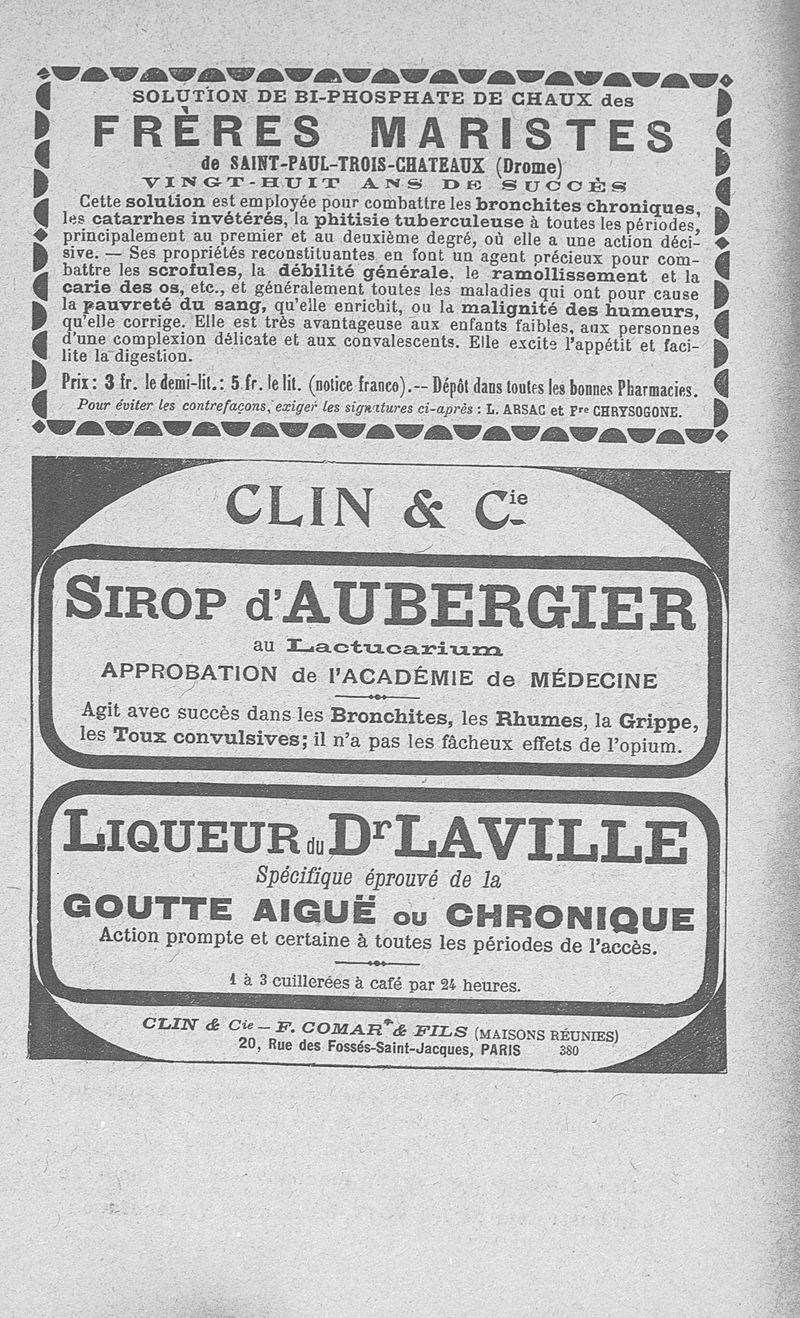 SOLUTION DE BI-PHOSPHATE DE CHAUX des
FRÈRES MARISTES
de SAINT-PAUL-TROIS-CHATEAUX (Drome)
VINGT-HUIT ANS DE SUCCÈS
Cette solution est employée pour combattre les bronchites chroniques,
les catarrhes invétérés, la phitisie tuberculeuse à toutes les périodes,
principalement au premier et au deuxième degré, où elle a une action déci-
sive. — Ses propriétés reconstituantes en font un agent précieux pour com-
battre les scrofules, la débilité générale, le ramollissement et la
carie des os, etc., et généralement toutes les maladies qui ont pour cause
la pauvreté du sang, qu'elle enrichit, ou la malignité des humeurs,
qu'elle corrige. Elle est très avantageuse aux enfants faibles, aux personnes
d'une complexion délicate et aux convalescents. Elle excite l'appétit et faci-
lite la digestion.
Prix : 3 fr. le demi-lit.: 5 fr. le lit. (notice franco).-- Dépôt dans toutes les bonnes Pharmacies.
Pour éviter les contrefaçons, exiger les signatures ci-après : L. ARSAC et Fre CHRYSOGONE.
CLIN & Cie
SIROP d'AUBERGIER
au Lactucarium
APPROBATION de l'ACADÉMIE de MÉDECINE
Agit avec succès dans les Bronchites, les Rhumes, la Grippe,
les Toux convulsives; il n'a pas les fâcheux effets de l'opium.
LIQUEUR du Dr LAVILLE
Spécifique éprouvé de la
GOUTTE AIGUË OU CHRONIQUE
Action prompte et certaine à toutes les périodes de l'accès.
1 à 3 cuillerées à café par 24 heures.
CLIN & Cie — F. COMAR & FILS (MAISONS RÉUNIES)
20, Rue des Fossés-Saint-Jacques, PARIS 380